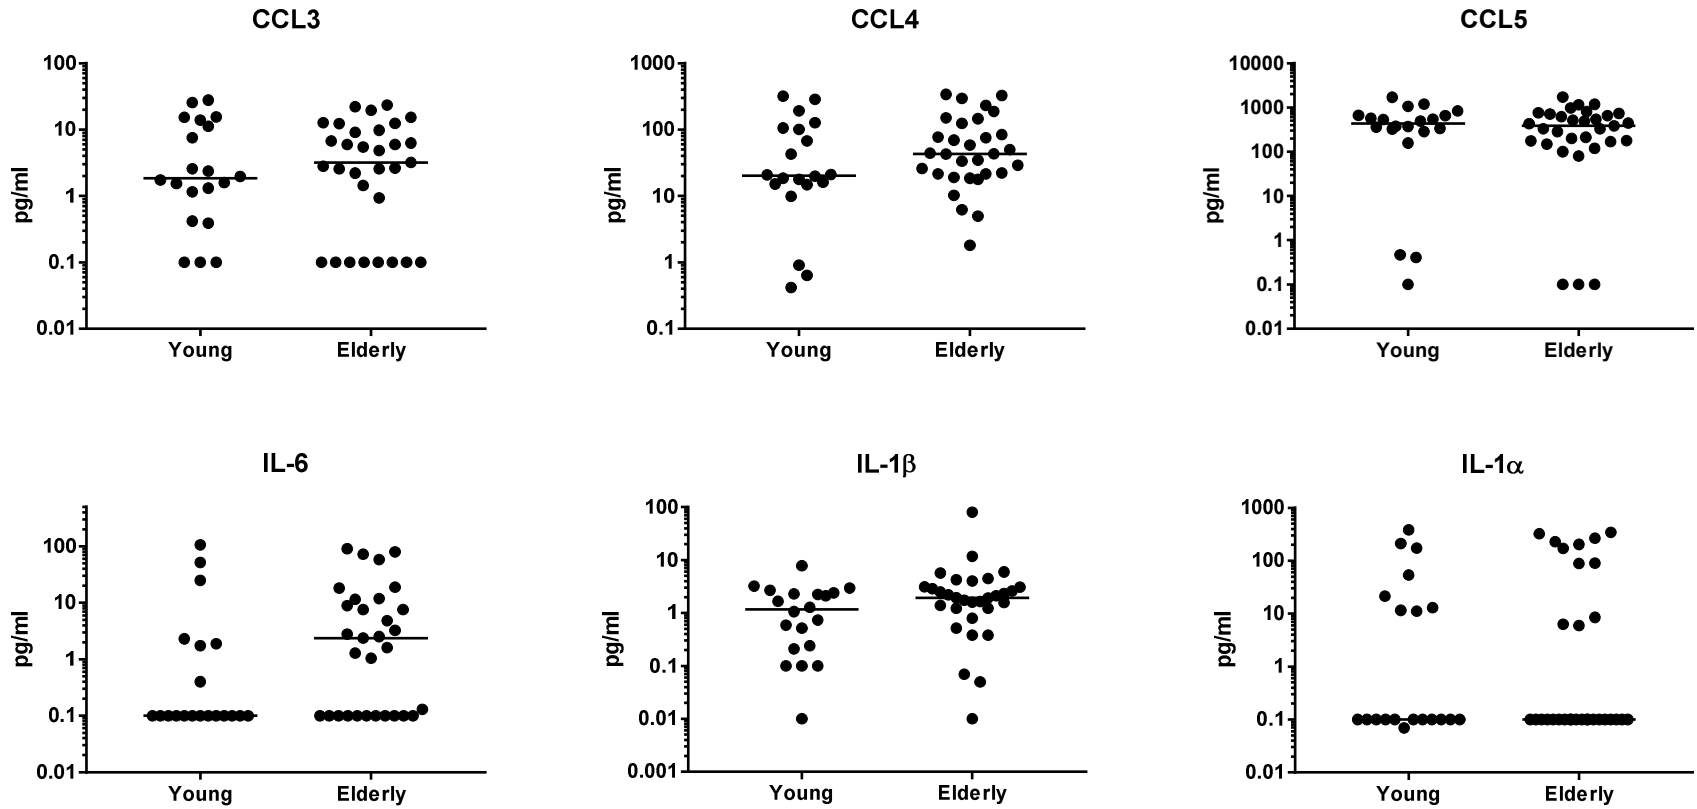 CCL3
100
10
1
0.1
0.01
pg/ml
Young Elderly
CCL4
1000
100
10
1
0.1
pg/ml
Young Elderly
CCL5
10000
1000
100
10
1
0.1
0.01
pg/ml
Young Elderly
IL-6
100
10
1
0.1
0.01
pg/ml
Young Elderly
IL-1β
100
10
1
0.1
0.01
0.001
pg/ml
Young Elderly
IL-1α
1000
100
10
1
0.1
0.01
pg/ml
Young Elderly